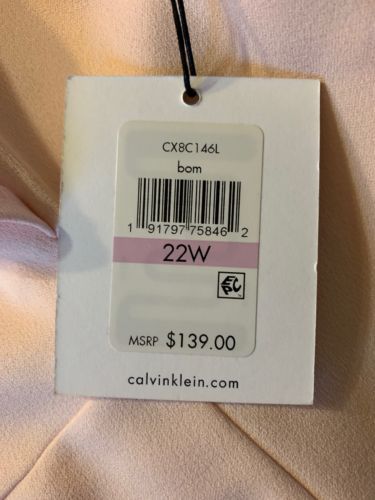 CX8C146L
bom
1 91797 75846 2
22W
MSRP $139.00
calvinklein.com